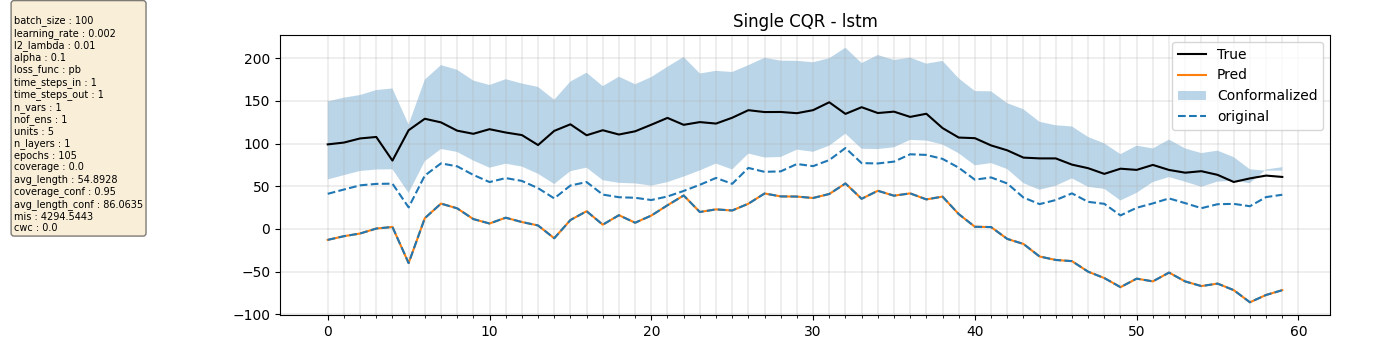 batch_size : 100
learning_rate : 0.002
l2_lambda : 0.01
alpha : 0.1
loss_func : pb
time_steps_in : 1
time_steps_out : 1
n_vars : 1
nof_ens : 1
units : 5
n_layers : 1
epochs : 105
coverage : 0.0
avg_length : 54.8928
coverage_conf : 0.95
avg_length_conf : 86.0635
mis : 4294.5443
cwc : 0.0
Single CQR - lstm
True
Pred
Conformalized
original
200
150
100
50
0
−50
−100
0 10 20 30 40 50 60